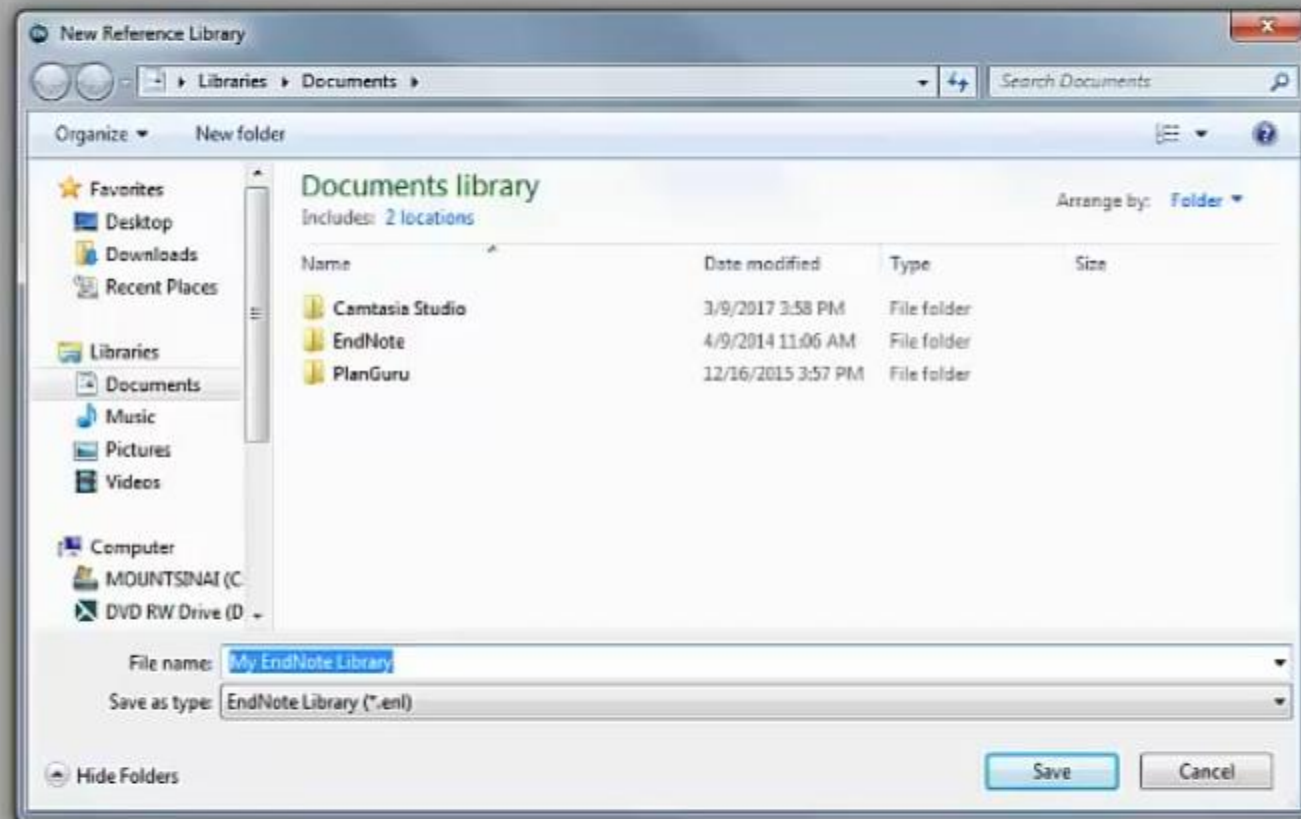 New Reference Library
Libraries Documents
Search Documents
Organize New folder
Favorites
Desktop
Downloads
Recent Places
Libraries
Documents
Music
Pictures
Videos
Computer
MOUNTSINAI (C
DVD RW Drive (D
Documents library
Includes: 2 locations
Arrange by: Folder
Name Date modified Type Size
Camtasia Studio 3/9/2017 3:58 PM File folder
EndNote 4/9/2014 11:06 AM File folder
PlanGuru 12/16/2015 3:57 PM File folder
File name: My EndNote Library
Save as type: EndNote Library (*.enl)
Hide Folders
Save Cancel